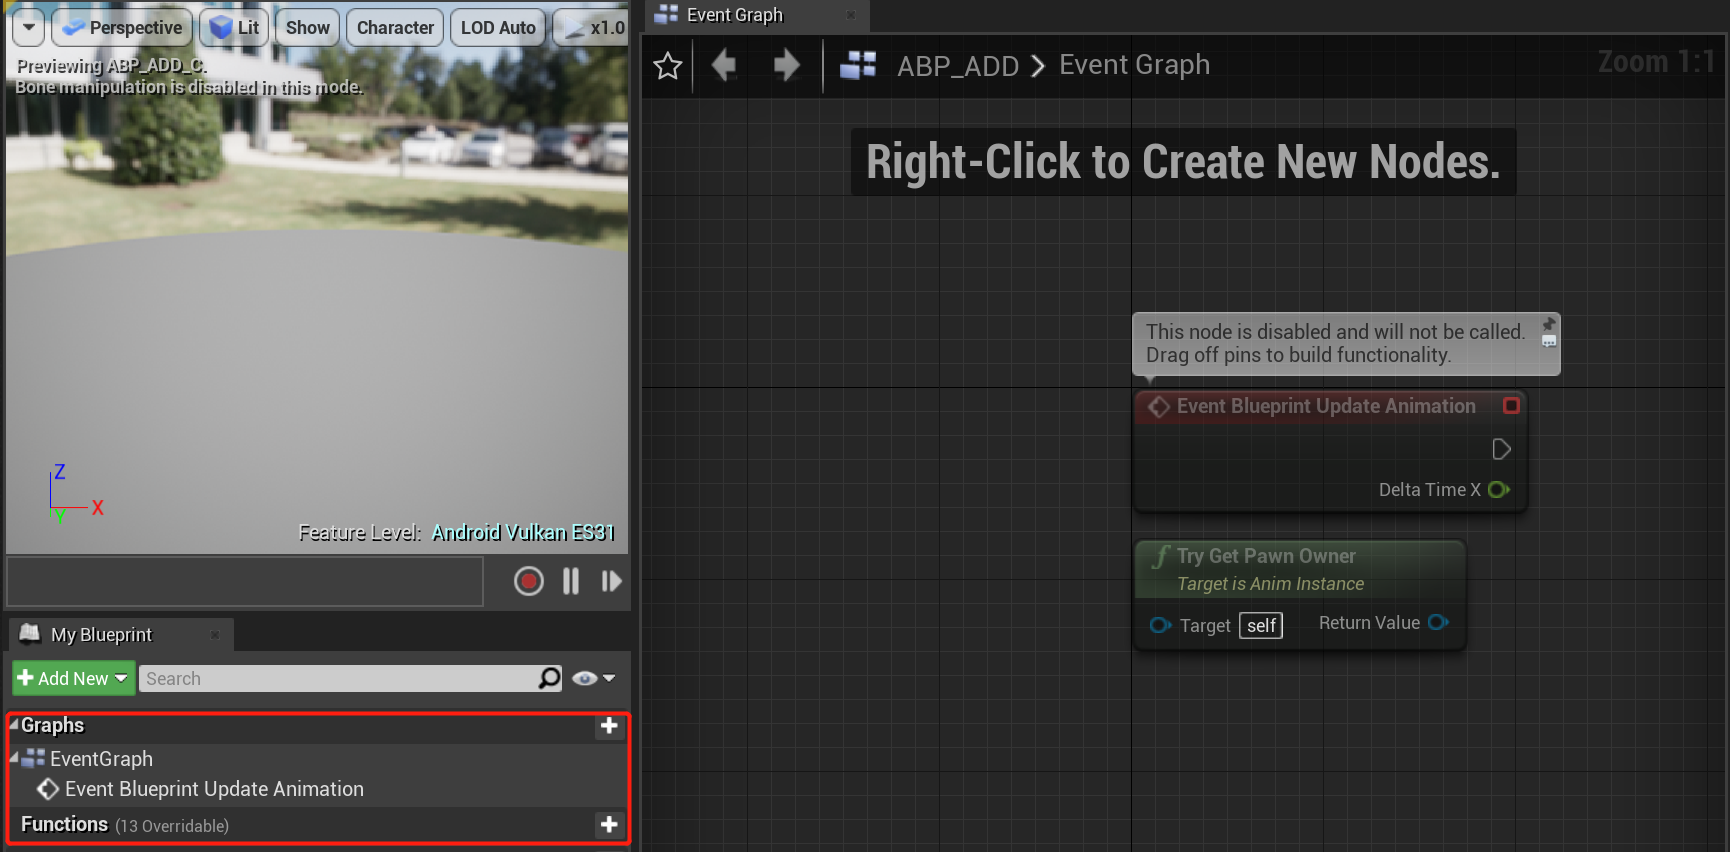 Perspective
Lit
Show
Character
LOD Auto
x1.0
Previewing ABP_ADD_C.
Bone manipulation is disabled in this mode.
Z
X
Y
Feature Level: Android Vulkan ES31
My Blueprint
Add New
Search
Graphs
EventGraph
Event Blueprint Update Animation
Functions (13 Overridable)
Event Graph
ABP_ADD
Event Graph
Zoom 1:1
Right-Click to Create New Nodes.
This node is disabled and will not be called.
Drag off pins to build functionality.
Event Blueprint Update Animation
Delta Time X
f Try Get Pawn Owner
Target is Anim Instance
Target self Return Value